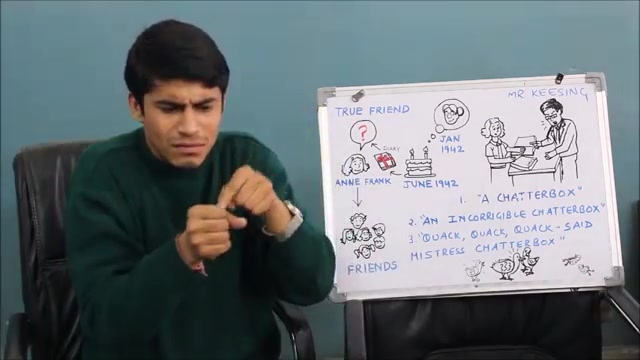 TRUE FRIEND
MR. KEESING
?
DIARY
JAN
1942
ANNE FRANK
JUNE 1942
1. "A CHATTERBOX"
2. "AN INCORRIGIBLE CHATTERBOX"
3. "QUACK, QUACK, QUACK - SAID
MISTRESS CHATTERBOX"
FRIENDS